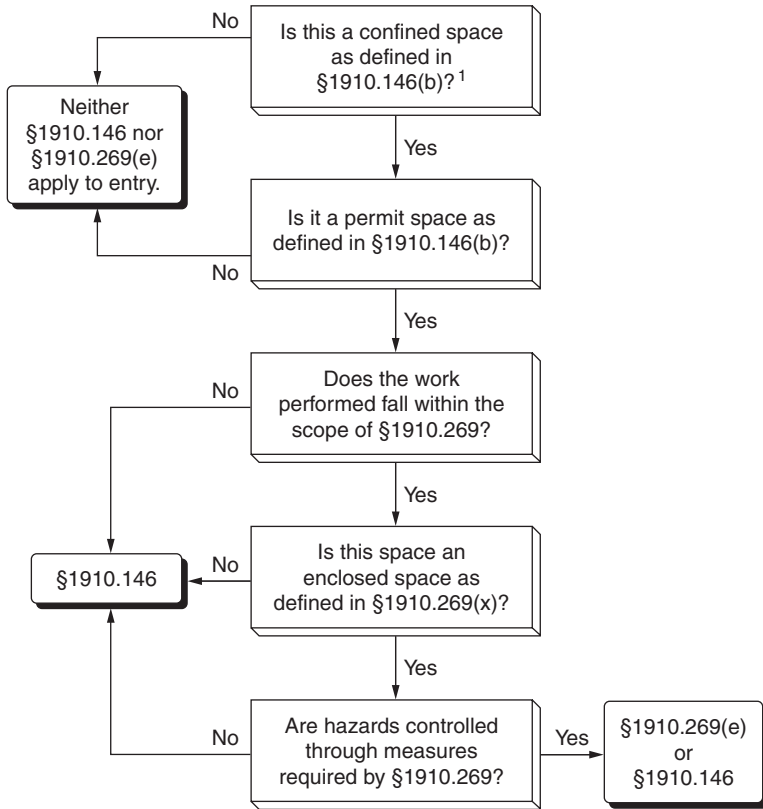 No
Is this a confined space
as defined in
§1910.146(b)?¹
Neither
§1910.146 nor
§1910.269(e)
apply to entry.
Yes
Is it a permit space as
defined in §1910.146(b)?
No
Yes
Does the work
performed fall within the
scope of §1910.269?
No
Yes
Is this space an
enclosed space as
defined in §1910.269(x)?
No
§1910.146
Yes
Are hazards controlled
through measures
required by §1910.269?
No
Yes
§1910.269(e)
or
§1910.146